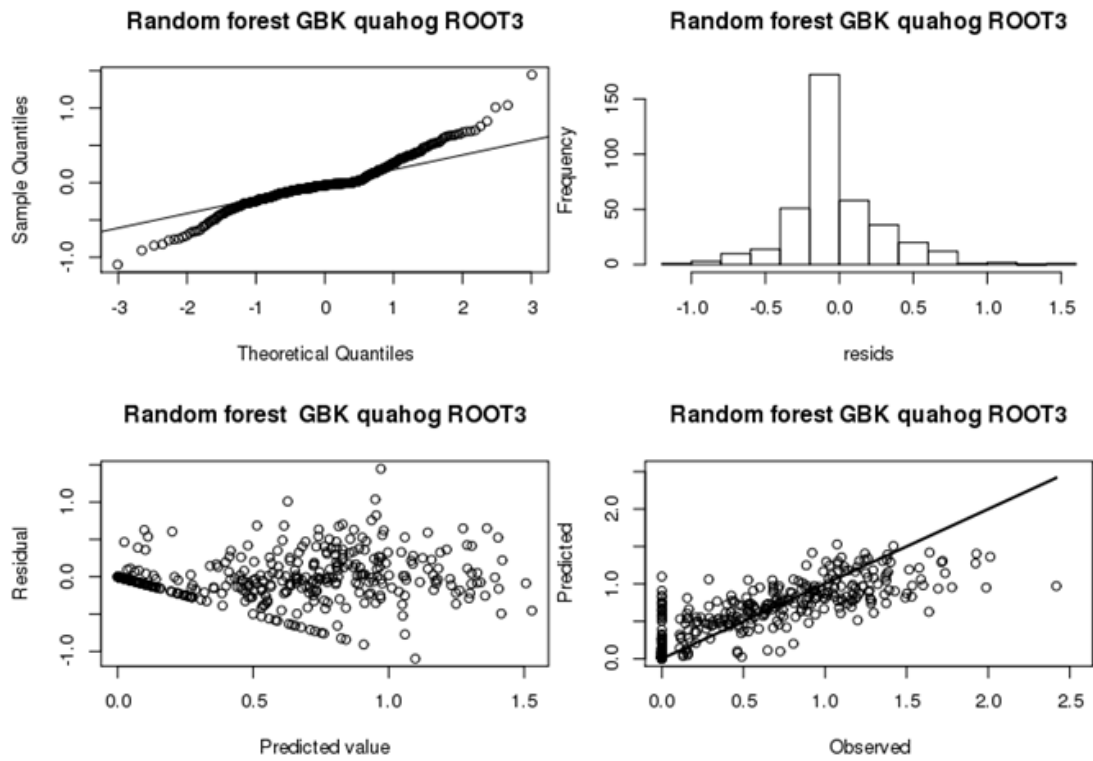 Random forest GBK quahog ROOT3
Sample Quantiles
-1.0 0.0 1.0
-3 -2 -1 0 1 2 3
Theoretical Quantiles
Random forest GBK quahog ROOT3
Frequency
0 50 150
-1.0 -0.5 0.0 0.5 1.0 1.5
resids
Random forest  GBK quahog ROOT3
Residual
-1.0 0.0 1.0
0.0 0.5 1.0 1.5
Predicted value
Random forest GBK quahog ROOT3
Predicted
0.0 1.0 2.0
0.0 0.5 1.0 1.5 2.0 2.5
Observed